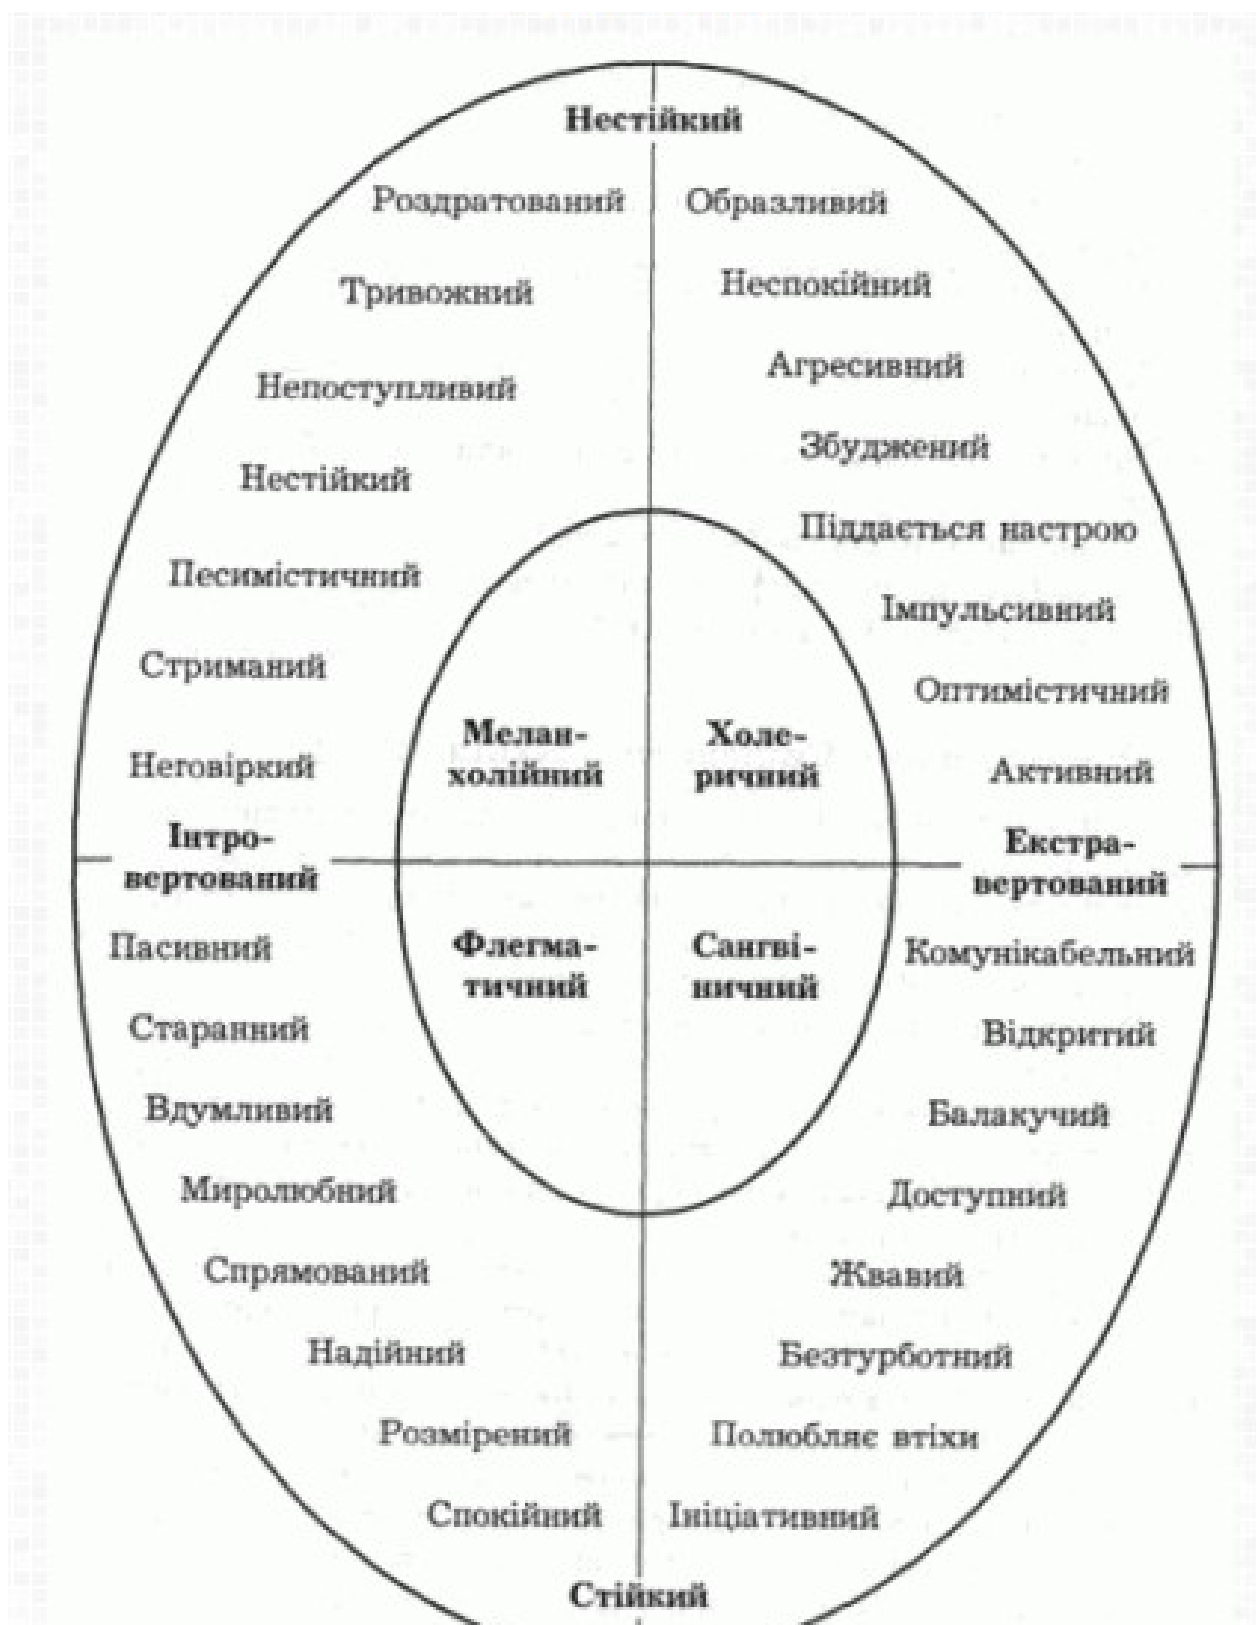 Нестійкий
Роздратований Образливий
Тривожний Неспокійний
Непоступливий Агресивний
Нестійкий Збуджений
Піддається настрою
Песимістичний
Імпульсивний
Стриманий
Оптимістичний
Мелан-
холійний
Холе-
ричний
Неговіркий
Активний
Інтро-
вертований
Екстра-
вертований
Пасивний
Флегма-
тичний
Сангві-
ничний
Комунікабельний
Старанний Відкритий
Вдумливий Балакучий
Миролюбний Доступний
Спрямований Жвавий
Надійний Безтурботний
Розмірений Полюбляє втіхи
Спокійний Ініціативний
Стійкий